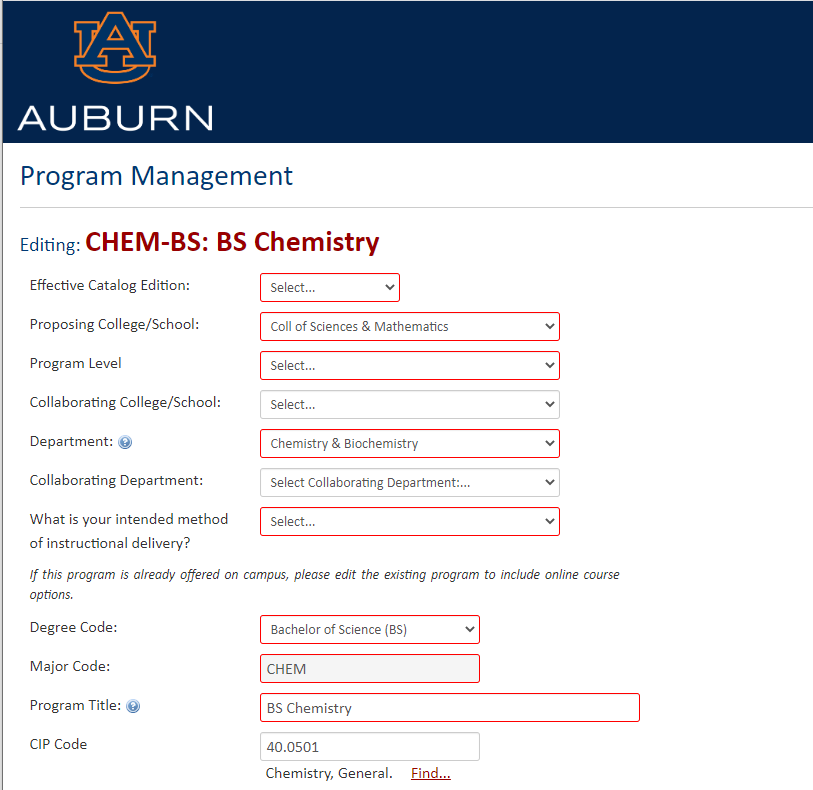 AU
AUBURN
Program Management
Editing: CHEM-BS: BS Chemistry
Effective Catalog Edition: Select...
Proposing College/School: Coll of Sciences & Mathematics
Program Level Select...
Collaborating College/School: Select...
Department: ? Chemistry & Biochemistry
Collaborating Department: Select Collaborating Department:...
What is your intended method Select...
of instructional delivery?
If this program is already offered on campus, please edit the existing program to include online course
options.
Degree Code: Bachelor of Science (BS)
Major Code: CHEM
Program Title: ? BS Chemistry
CIP Code 40.0501
Chemistry, General. Find...